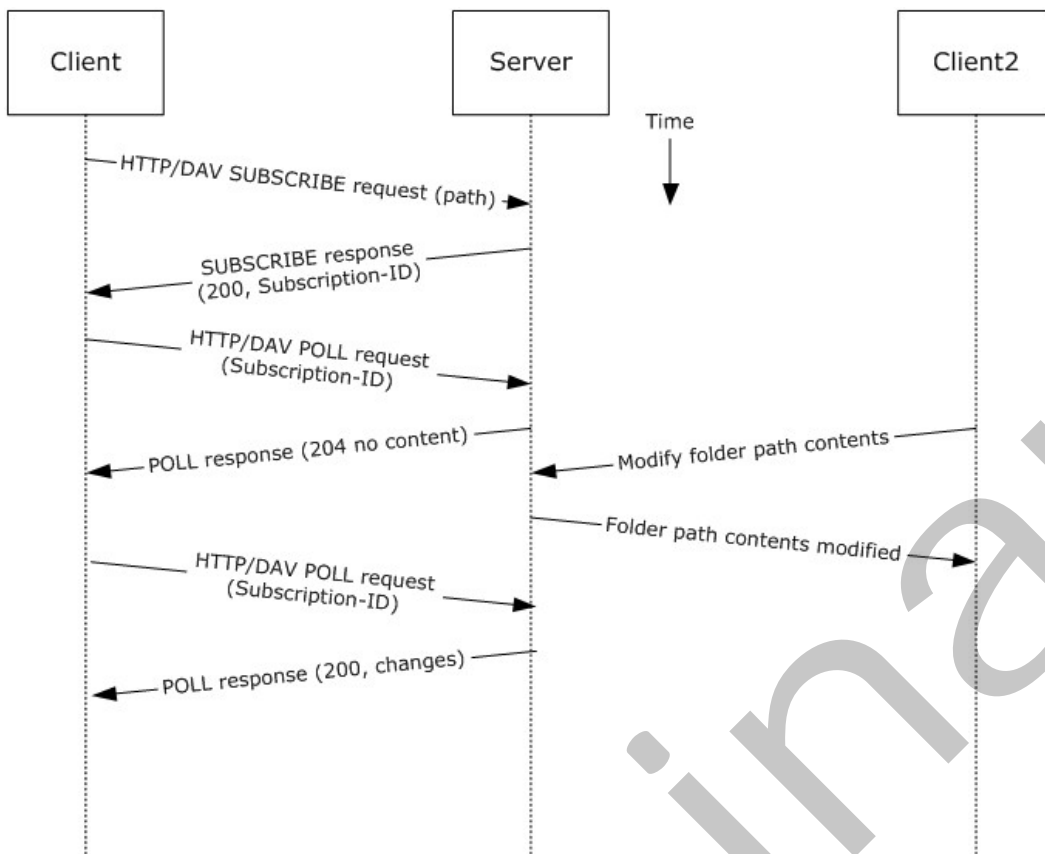 Client
Server
Client2
Time
HTTP/DAV SUBSCRIBE request (path)
SUBSCRIBE response
(200, Subscription-ID)
HTTP/DAV POLL request
(Subscription-ID)
POLL response (204 no content)
Modify folder path contents
Folder path contents modified
HTTP/DAV POLL request
(Subscription-ID)
POLL response (200, changes)